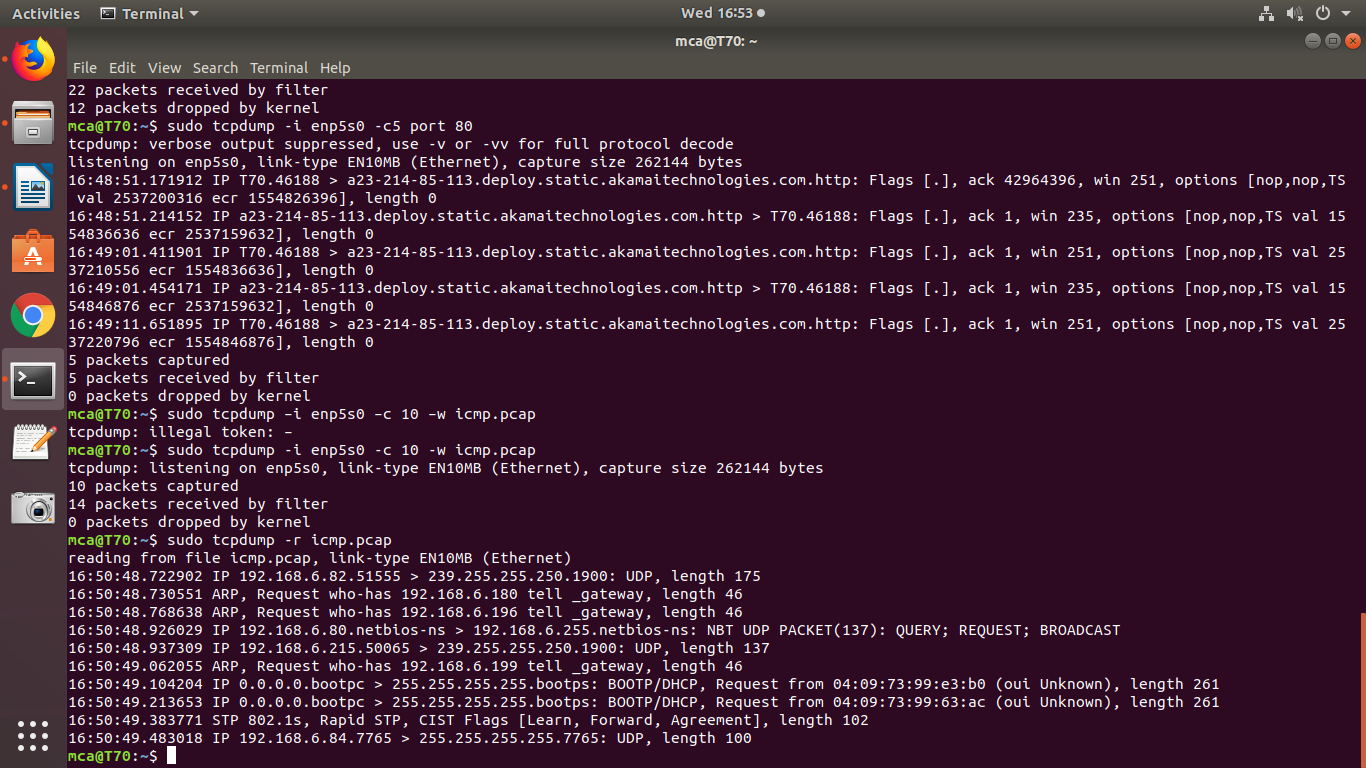 Activities Terminal Wed 16:53
mca@T70: ~
File Edit View Search Terminal Help
22 packets received by filter
12 packets dropped by kernel
mca@T70:~$ sudo tcpdump -i enp5s0 -c5 port 80
tcpdump: verbose output suppressed, use -v or -vv for full protocol decode
listening on enp5s0, link-type EN10MB (Ethernet), capture size 262144 bytes
16:48:51.171912 IP T70.46188 > a23-214-85-113.deploy.static.akamaitechnologies.com.http: Flags [.], ack 42964396, win 251, options [nop,nop,TS
 val 2537200316 ecr 1554826396], length 0
16:48:51.214152 IP a23-214-85-113.deploy.static.akamaitechnologies.com.http > T70.46188: Flags [.], ack 1, win 235, options [nop,nop,TS val 15
54836636 ecr 2537159632], length 0
16:49:01.411901 IP T70.46188 > a23-214-85-113.deploy.static.akamaitechnologies.com.http: Flags [.], ack 1, win 251, options [nop,nop,TS val 25
37210556 ecr 1554836636], length 0
16:49:01.454171 IP a23-214-85-113.deploy.static.akamaitechnologies.com.http > T70.46188: Flags [.], ack 1, win 235, options [nop,nop,TS val 15
54846876 ecr 2537159632], length 0
16:49:11.651895 IP T70.46188 > a23-214-85-113.deploy.static.akamaitechnologies.com.http: Flags [.], ack 1, win 251, options [nop,nop,TS val 25
37220796 ecr 1554846876], length 0
5 packets captured
5 packets received by filter
0 packets dropped by kernel
mca@T70:~$ sudo tcpdump –i enp5s0 –c 10 –w icmp.pcap
tcpdump: illegal token: –
mca@T70:~$ sudo tcpdump -i enp5s0 -c 10 -w icmp.pcap
tcpdump: listening on enp5s0, link-type EN10MB (Ethernet), capture size 262144 bytes
10 packets captured
14 packets received by filter
0 packets dropped by kernel
mca@T70:~$ sudo tcpdump -r icmp.pcap
reading from file icmp.pcap, link-type EN10MB (Ethernet)
16:50:48.722902 IP 192.168.6.82.51555 > 239.255.255.250.1900: UDP, length 175
16:50:48.730551 ARP, Request who-has 192.168.6.180 tell _gateway, length 46
16:50:48.768638 ARP, Request who-has 192.168.6.196 tell _gateway, length 46
16:50:48.926029 IP 192.168.6.80.netbios-ns > 192.168.6.255.netbios-ns: NBT UDP PACKET(137): QUERY; REQUEST; BROADCAST
16:50:48.937309 IP 192.168.6.215.50065 > 239.255.255.250.1900: UDP, length 137
16:50:49.062055 ARP, Request who-has 192.168.6.199 tell _gateway, length 46
16:50:49.104204 IP 0.0.0.0.bootpc > 255.255.255.255.bootps: BOOTP/DHCP, Request from 04:09:73:99:e3:b0 (oui Unknown), length 261
16:50:49.213653 IP 0.0.0.0.bootpc > 255.255.255.255.bootps: BOOTP/DHCP, Request from 04:09:73:99:63:ac (oui Unknown), length 261
16:50:49.383771 STP 802.1s, Rapid STP, CIST Flags [Learn, Forward, Agreement], length 102
16:50:49.483018 IP 192.168.6.84.7765 > 255.255.255.255.7765: UDP, length 100
mca@T70:~$